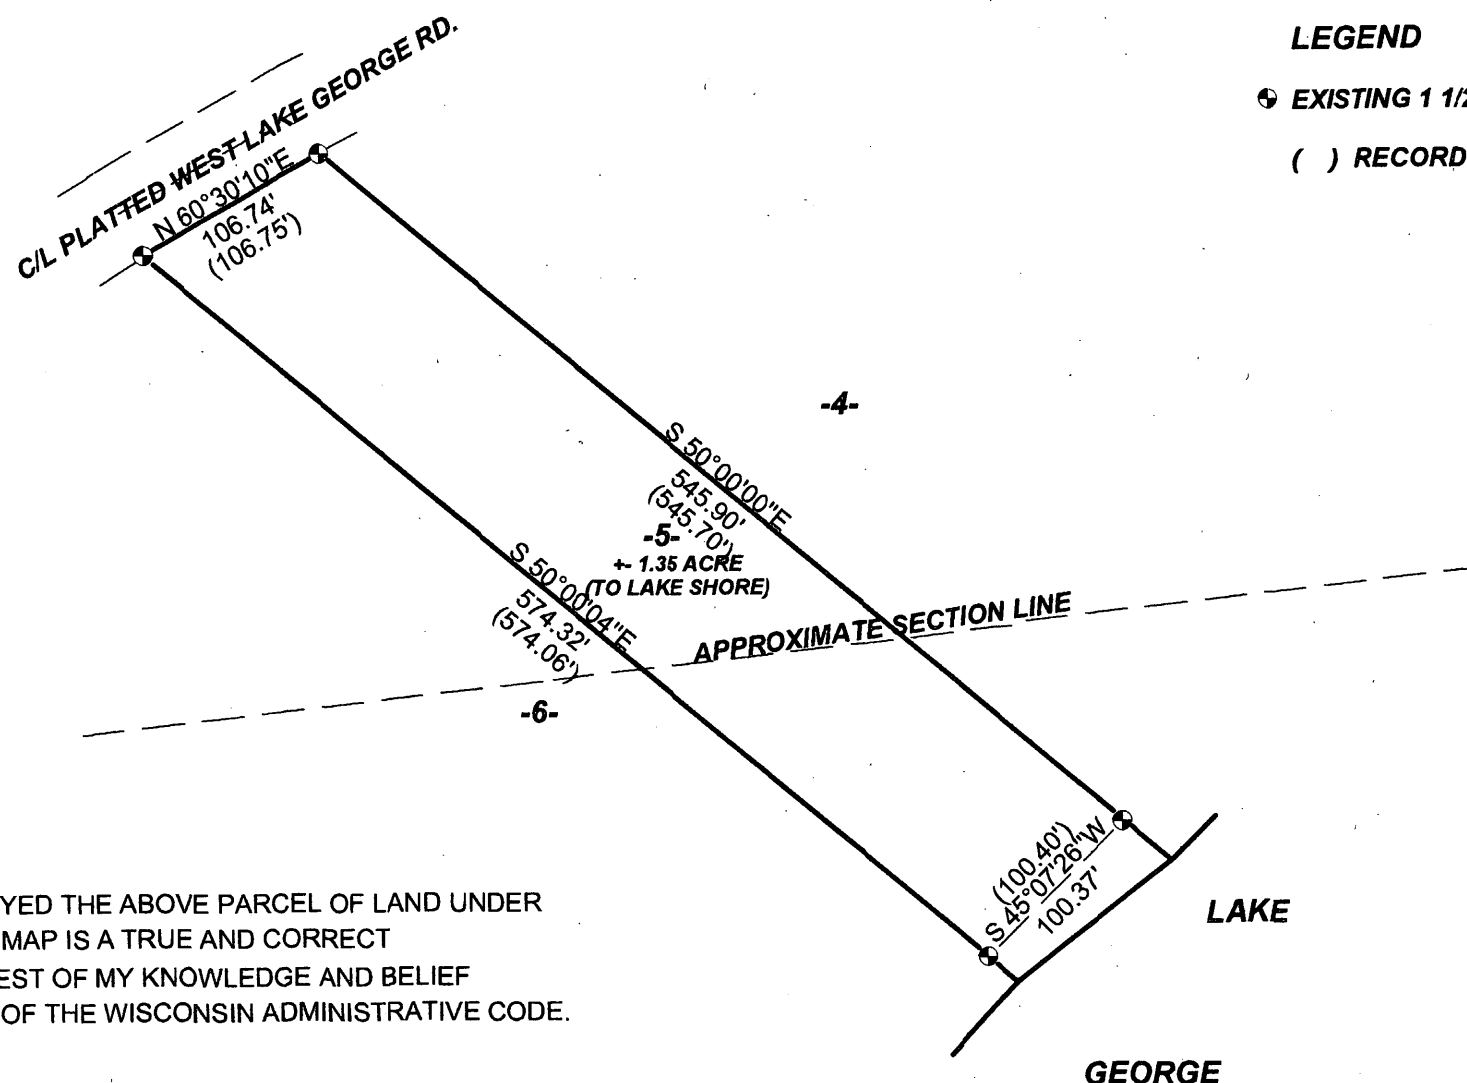 LEGEND
EXISTING 1 1/2
( ) RECORD
C/L PLATTED WEST LAKE GEORGE RD.
N 60°30'10"E
106.74'
(106.75')
-4-
S 50°00'00"E
545.90'
(545.70')
-5-
+- 1.35 ACRE
(TO LAKE SHORE)
S 50°00'04"E
574.32'
(574.06')
APPROXIMATE SECTION LINE
-6-
(100.40')
S 45°07'26"W
100.37'
LAKE
GEORGE
YED THE ABOVE PARCEL OF LAND UNDER
MAP IS A TRUE AND CORRECT
EST OF MY KNOWLEDGE AND BELIEF
OF THE WISCONSIN ADMINISTRATIVE CODE.